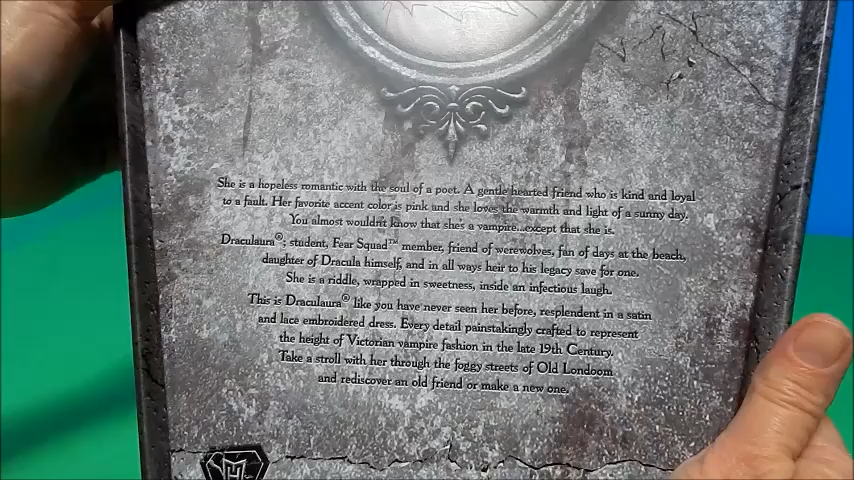 She is a hopeless romantic with the soul of a poet. A gentle hearted friend who is kind and loyal
to a fault. Her favorite accent color is pink and she loves the warmth and light of a sunny day.
You almost wouldn't know that she's a vampire...except that she is.
Draculaura®; student, Fear Squad™ member, friend of werewolves, fan of days at the beach,
daughter of Dracula himself, and in all ways heir to his legacy save for one.
She is a riddle, wrapped in sweetness, inside an infectious laugh.
This is Draculaura® like you have never seen her before, resplendent in a satin
and lace embroidered dress. Every detail painstakingly crafted to represent
the height of Victorian vampire fashion in the late 19th Century.
Take a stroll with her through the foggy streets of Old Londoom
and rediscover an old friend or make a new one.